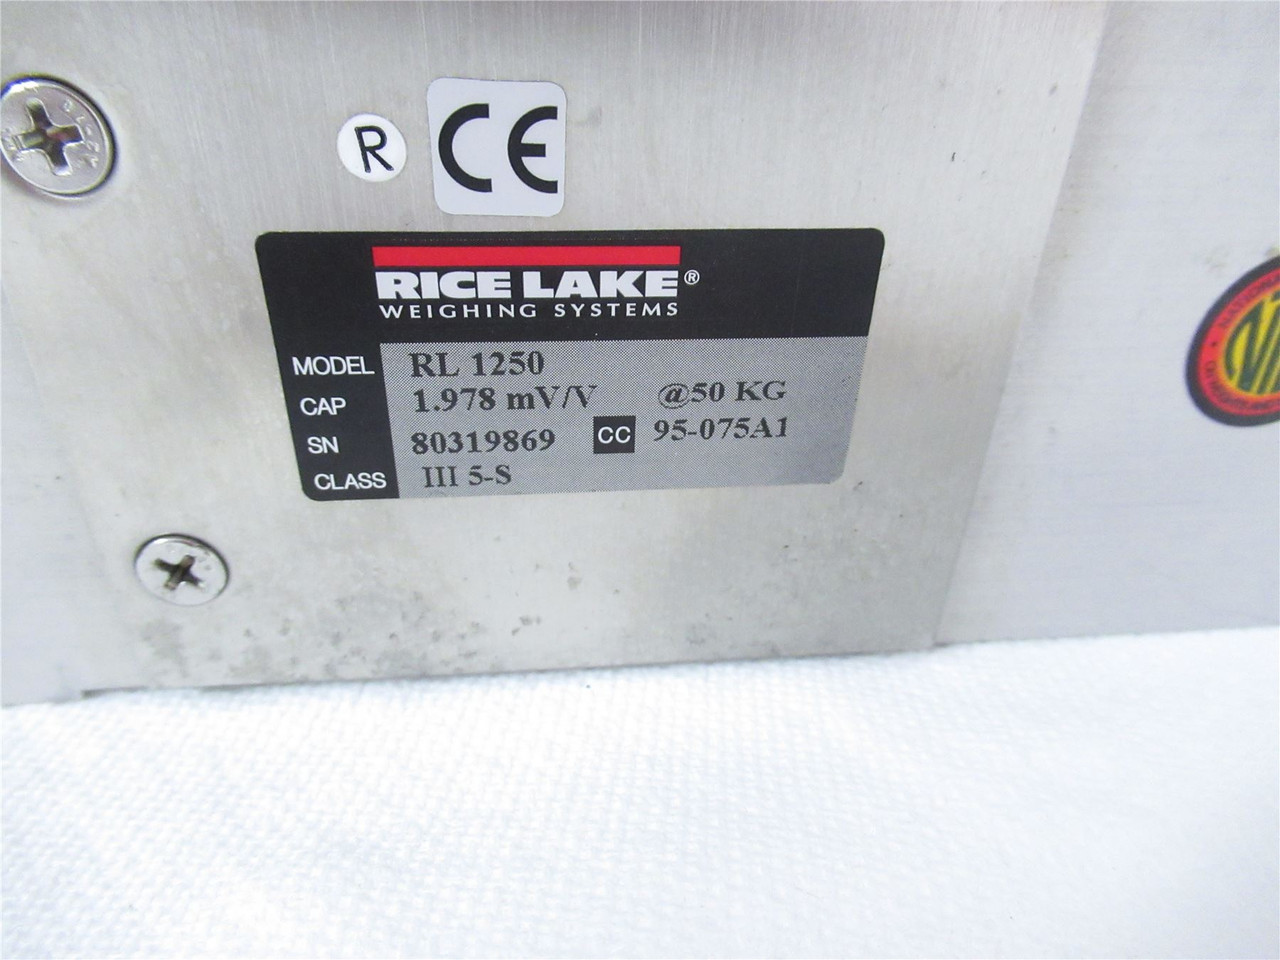 R CE
RICE LAKE®
WEIGHING SYSTEMS
MODEL RL 1250
CAP 1.978 mV/V @50 KG
SN 80319869 CC 95-075A1
CLASS III 5-S